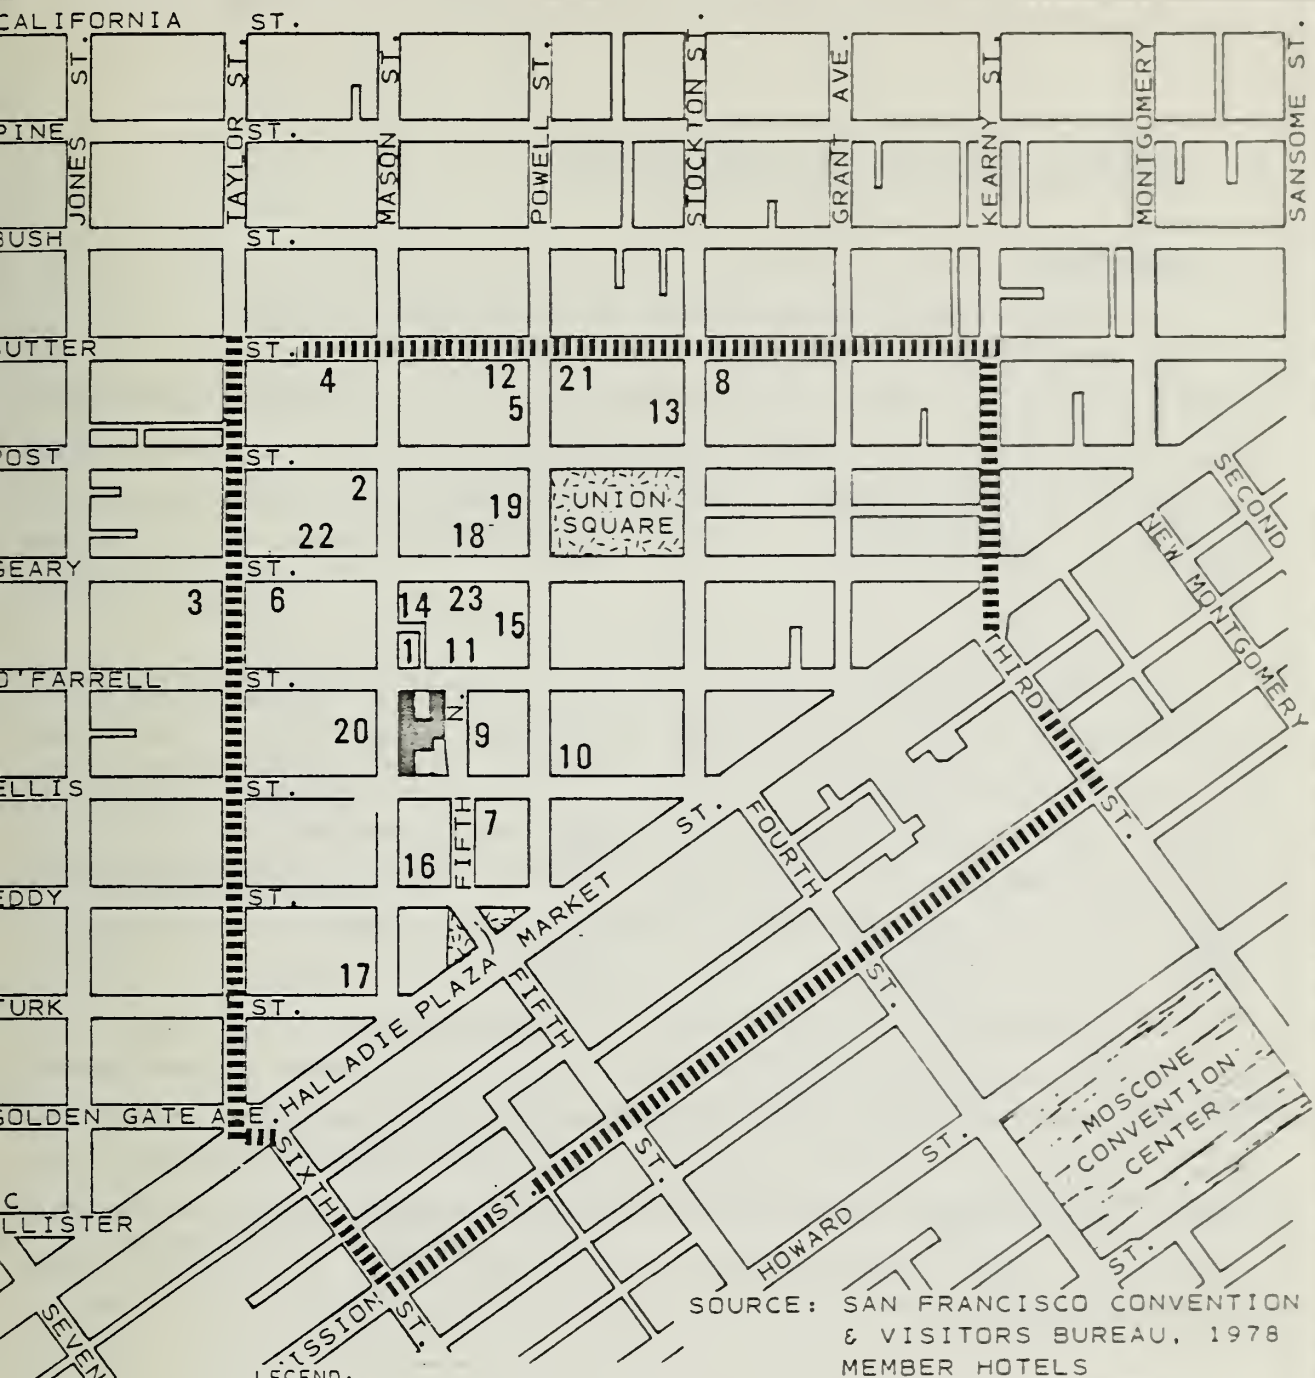 CALIFORNIA ST.
JONES ST.
TAYLOR ST.
MASON ST.
POWELL ST.
STOCKTON ST.
GRANT AVE.
KEARNY ST.
MONTGOMERY
SANSOME ST.
PINE ST.
BUSH ST.
SUTTER ST.
4
12
5
21
13
8
POST ST.
2
22
19
18
UNION
SQUARE
SECOND
NEW MONTGOMERY
GEARY ST.
3
6
14
23
15
1
11
THIRD ST.
O'FARRELL ST.
20
N.
9
10
ELLIS ST.
FIFTH
7
16
MARKET ST.
FOURTH ST.
EDDY ST.
17
HALLADIE PLAZA
FIFTH ST.
TURK ST.
GOLDEN GATE AVE.
SIXTH ST.
MOSCONE
CONVENTION
CENTER
HOWARD ST.
ST.
C
LLISTER
SEVEN
ISSION ST.
SOURCE: SAN FRANCISCO CONVENTION
& VISITORS BUREAU, 1978
MEMBER HOTELS
LEGEND: